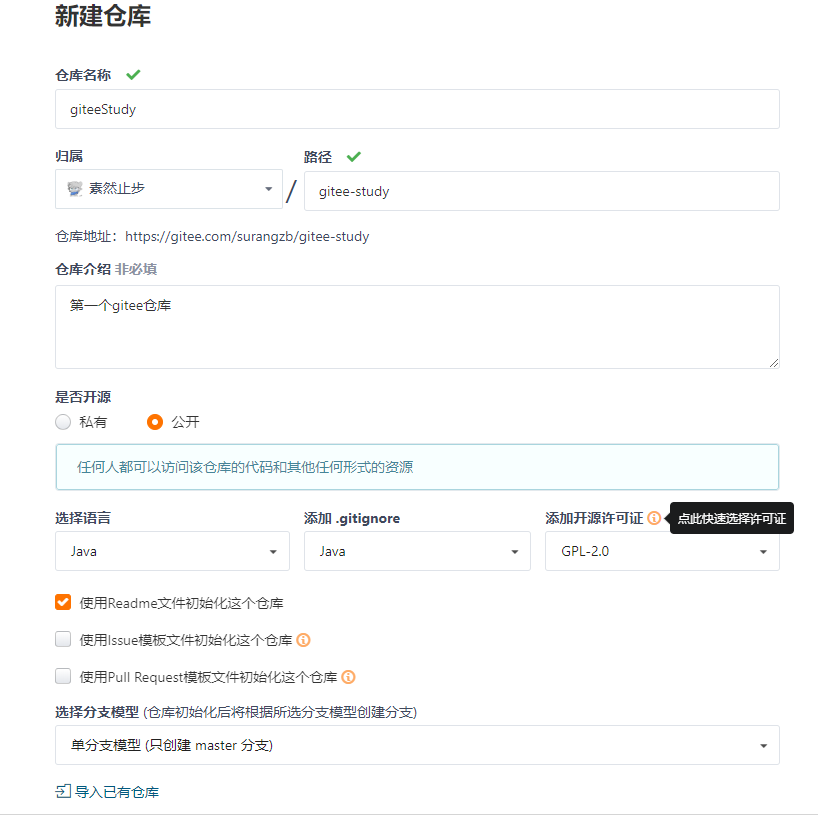 新建仓库
仓库名称
giteeStudy
归属 路径
素然止步 / gitee-study
仓库地址：https://gitee.com/surangzb/gitee-study
仓库介绍 非必填
第一个gitee仓库
是否开源
私有 公开
任何人都可以访问该仓库的代码和其他任何形式的资源
选择语言 添加 .gitignore 添加开源许可证 点此快速选择许可证
Java Java GPL-2.0
使用Readme文件初始化这个仓库
使用Issue模板文件初始化这个仓库
使用Pull Request模板文件初始化这个仓库
选择分支模型 (仓库初始化后将根据所选分支模型创建分支)
单分支模型 (只创建 master 分支)
导入已有仓库